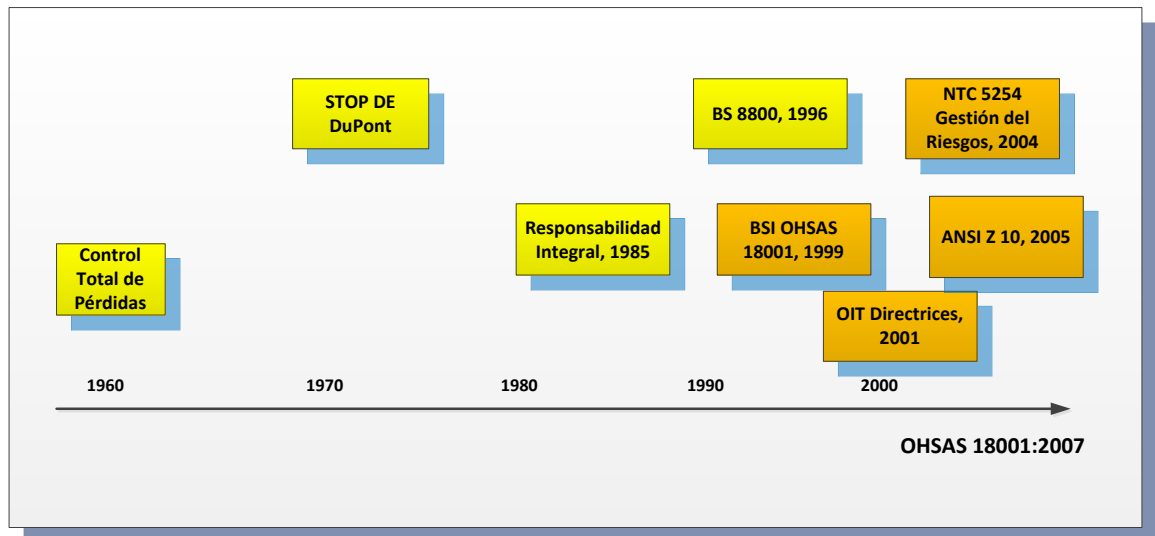 STOP DE
DuPont
BS 8800, 1996
NTC 5254
Gestión del
Riesgos, 2004
Control
Total de
Pérdidas
Responsabilidad
Integral, 1985
BSI OHSAS
18001, 1999
ANSI Z 10, 2005
OIT Directrices,
2001
1960
1970
1980
1990
2000
OHSAS 18001:2007